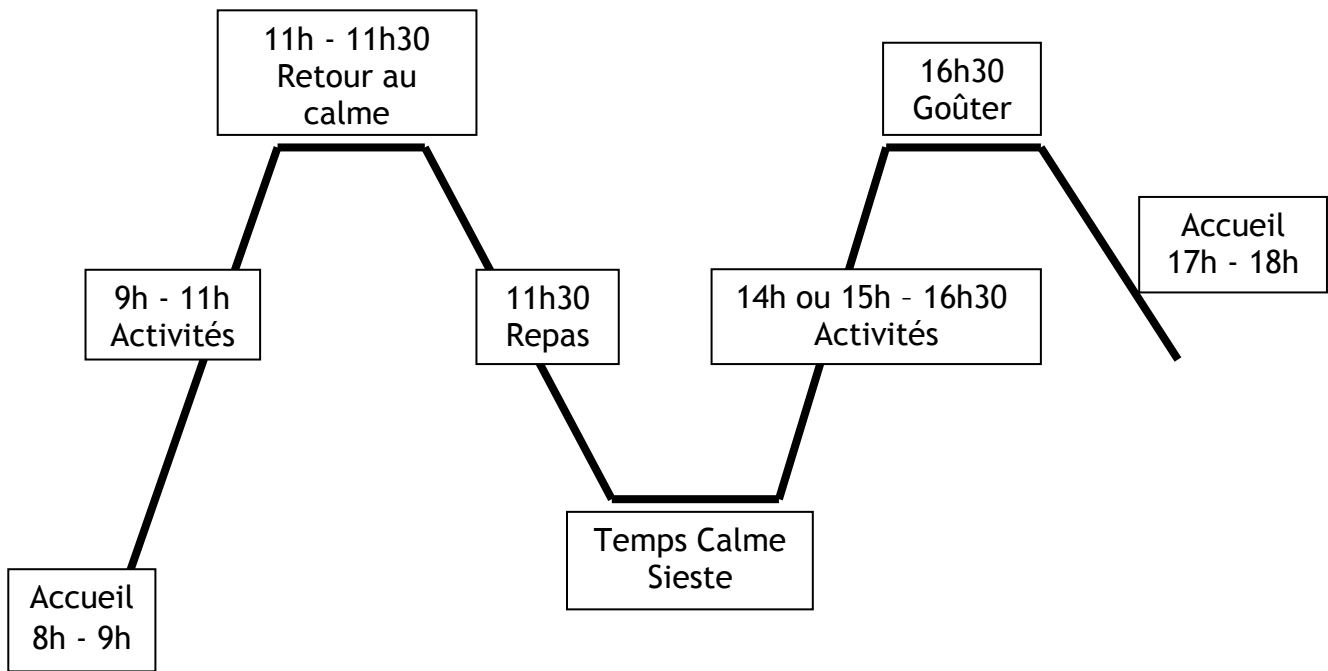 11h - 11h30
Retour au
calme
16h30
Goûter
Accueil
17h - 18h
9h - 11h
Activités
11h30
Repas
14h ou 15h – 16h30
Activités
Temps Calme
Sieste
Accueil
8h - 9h